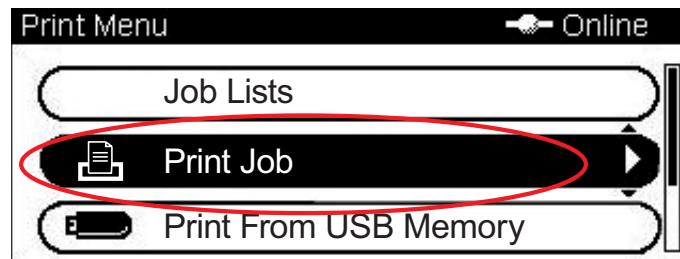 Print Menu Online
Job Lists
Print Job
Print From USB Memory